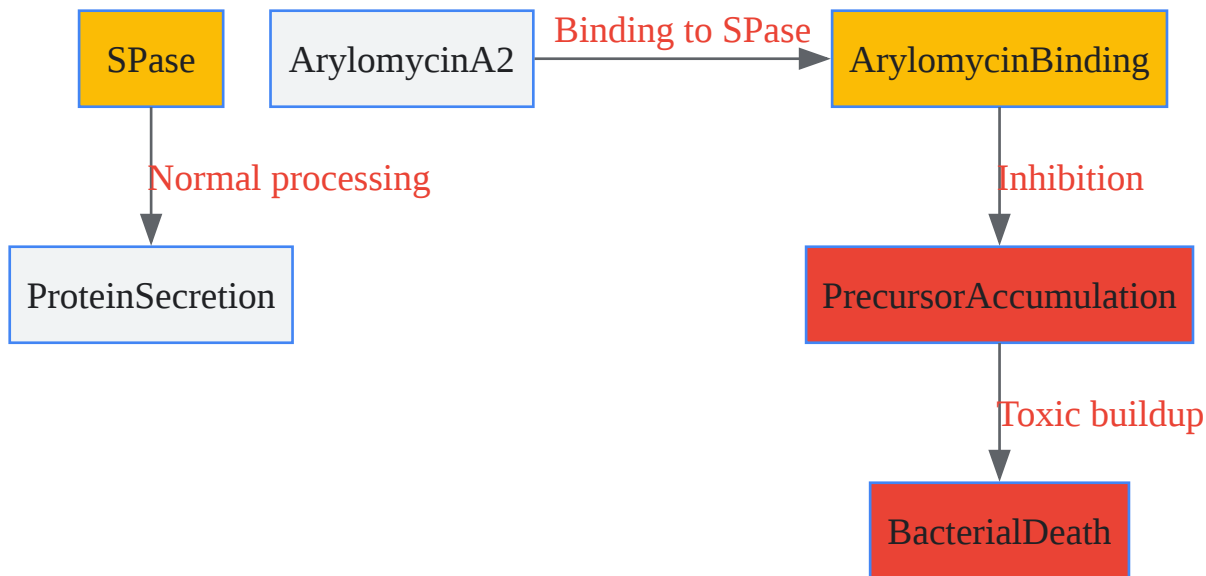 SPase
ArylomycinA2
Binding to SPase
ArylomycinBinding
Normal processing
Inhibition
ProteinSecretion
PrecursorAccumulation
Toxic buildup
BacterialDeath